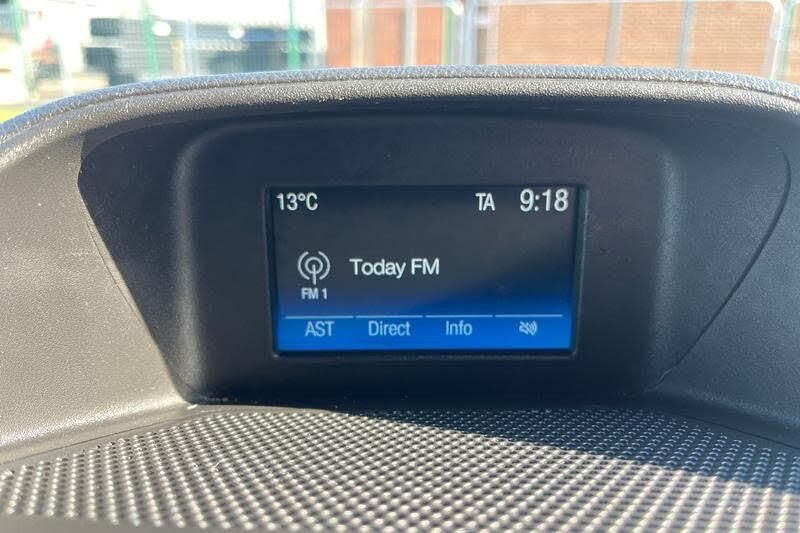 13°C TA 9:18
Today FM
FM 1
AST Direct Info